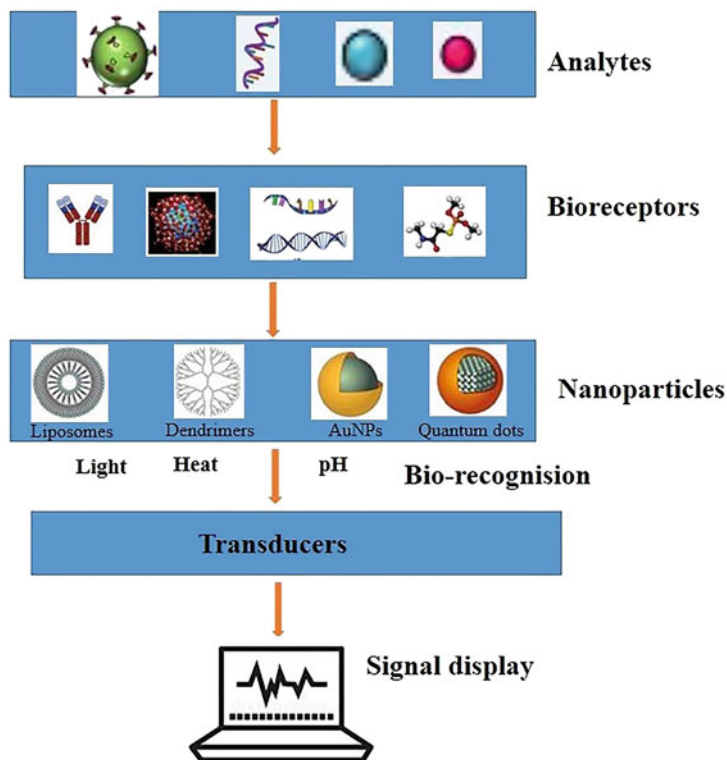 Analytes
Bioreceptors
Nanoparticles
Liposomes Dendrimers AuNPs Quantum dots
Light Heat pH
Bio-recognision
Transducers
Signal display